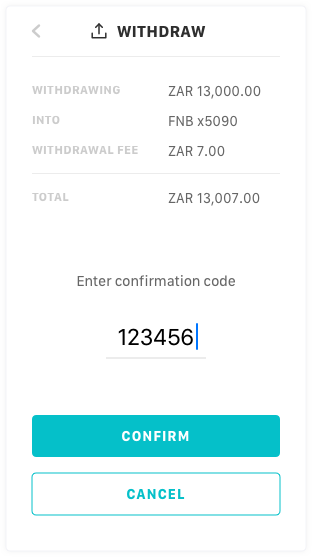 WITHDRAW
WITHDRAWING ZAR 13,000.00
INTO FNB x5090
WITHDRAWAL FEE ZAR 7.00
TOTAL ZAR 13,007.00
Enter confirmation code
123456
CONFIRM
CANCEL